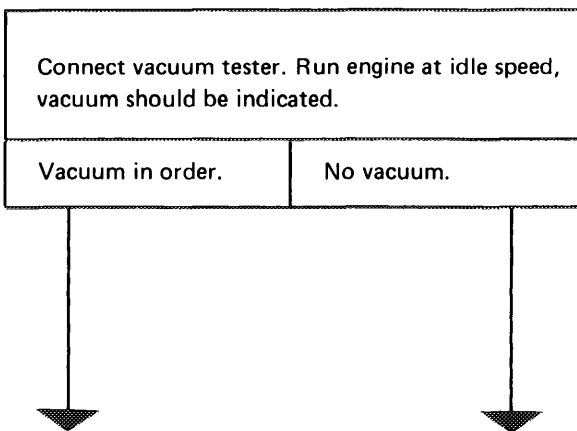 Connect vacuum tester. Run engine at idle speed,
vacuum should be indicated.
Vacuum in order.
No vacuum.